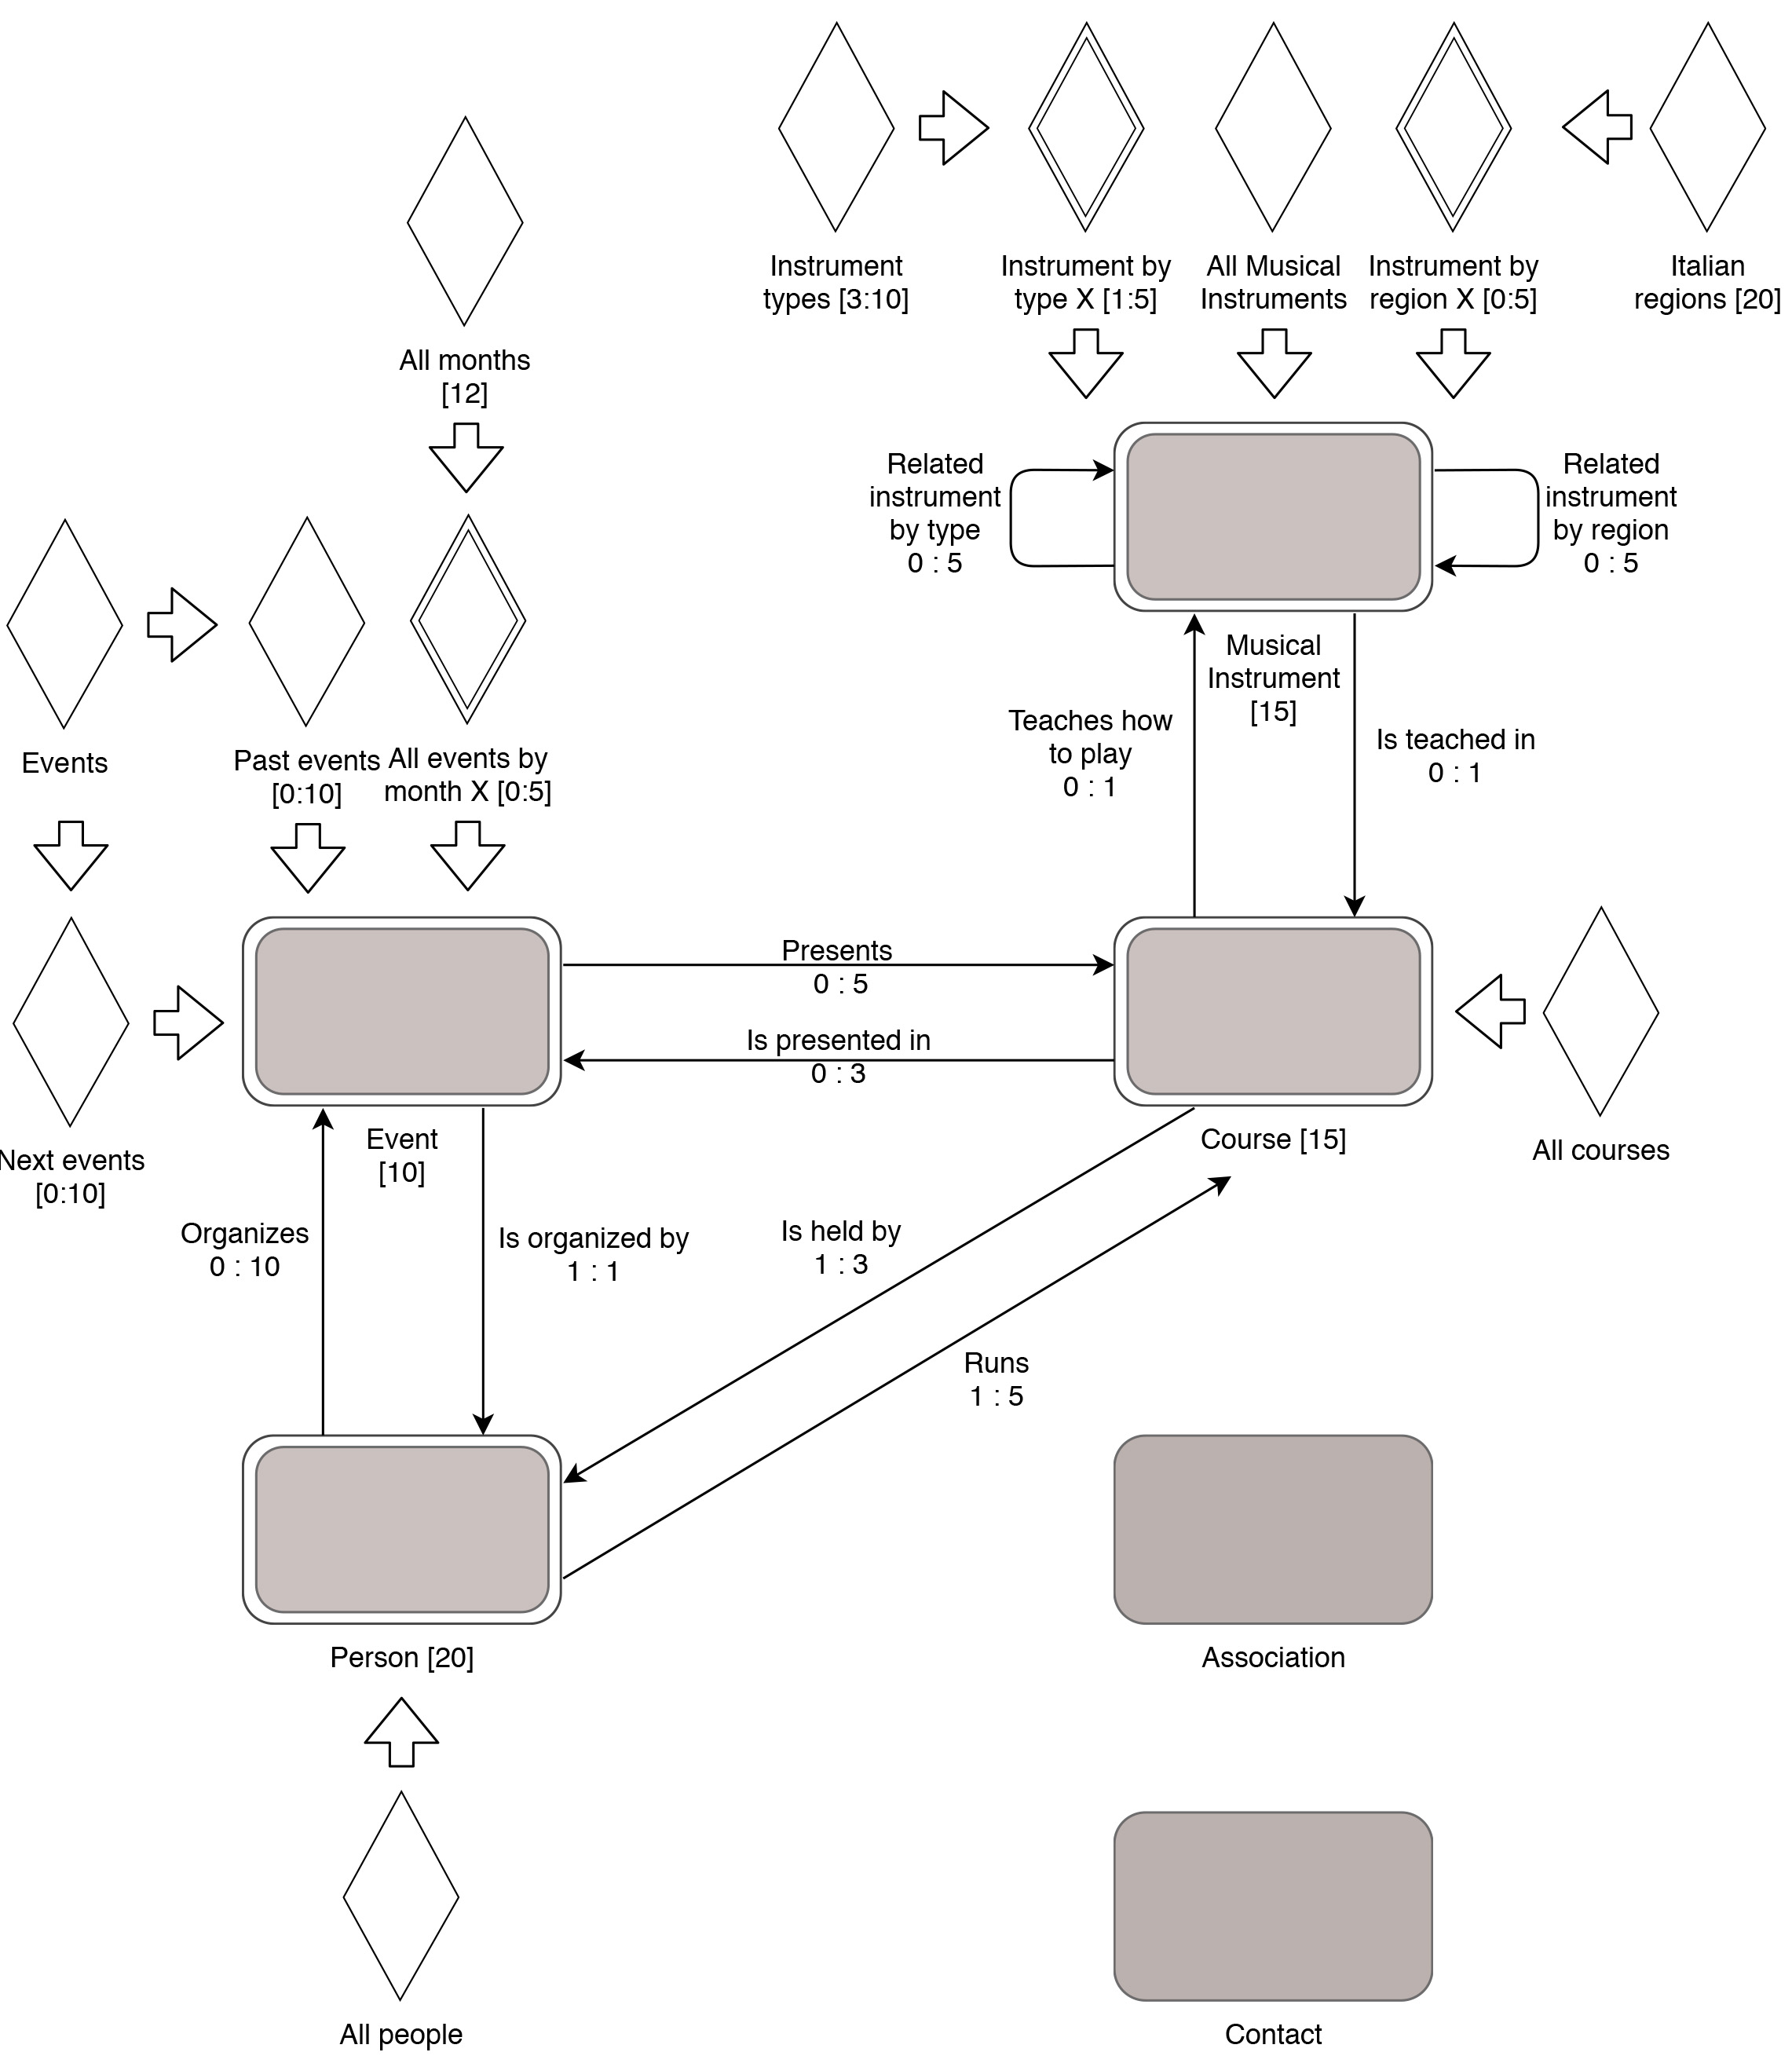 Instrument
types [3:10]
Instrument by
type X [1:5]
All Musical
Instruments
Instrument by
region X [0:5]
Italian
regions [20]
All months
[12]
Related
instrument
by type
0 : 5
Related
instrument
by region
0 : 5
Musical
Instrument
[15]
Teaches how
to play
0 : 1
Is teached in
0 : 1
Events
Past events
[0:10]
All events by
month X [0:5]
Presents
0 : 5
Is presented in
0 : 3
Next events
[0:10]
Event
[10]
Course [15]
All courses
Organizes
0 : 10
Is organized by
1 : 1
Is held by
1 : 3
Runs
1 : 5
Person [20]
Association
All people
Contact